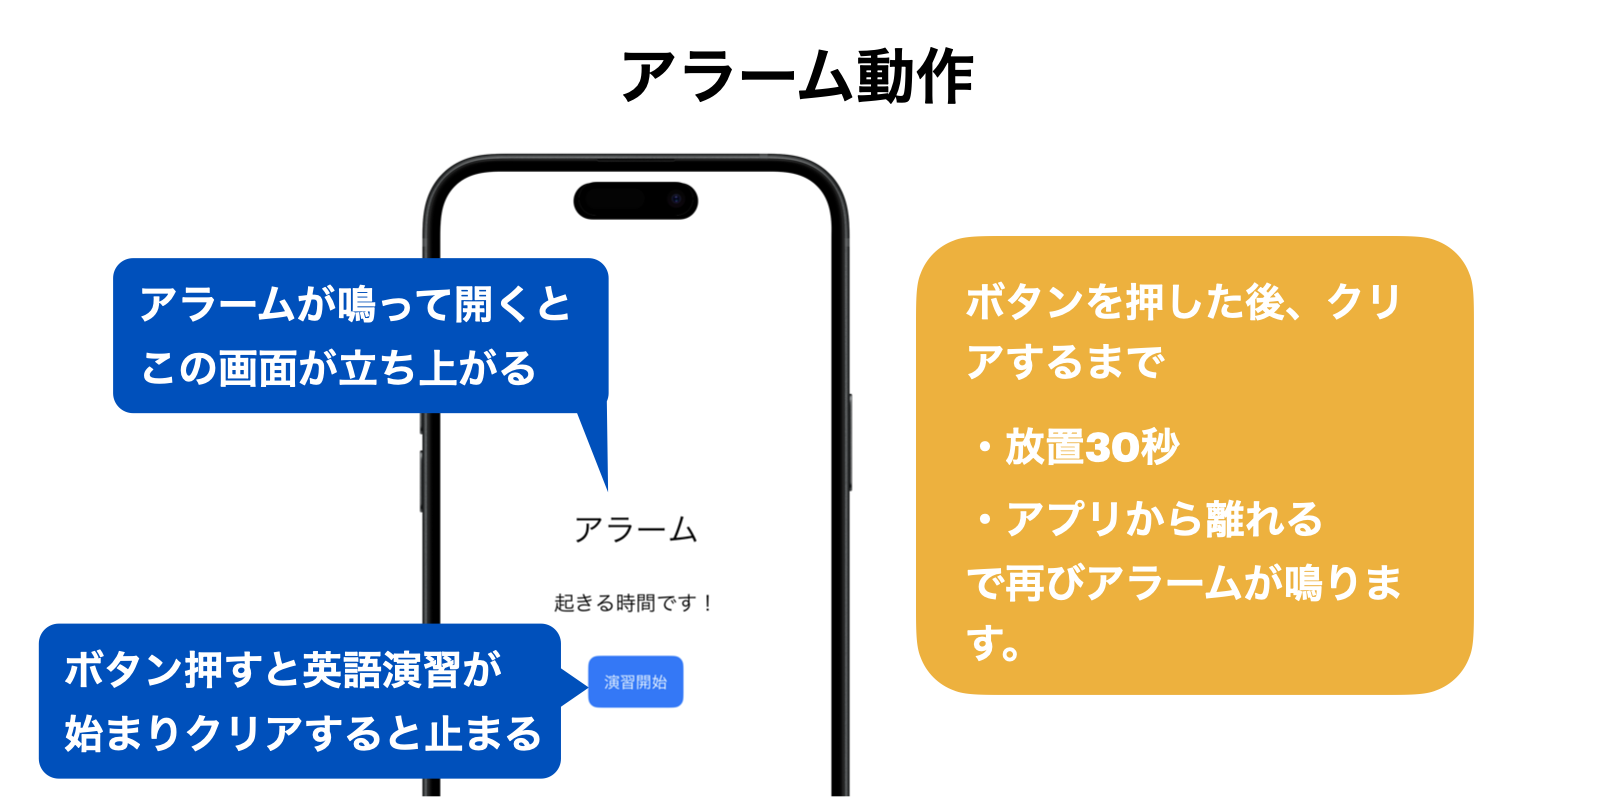 アラーム動作
アラームが鳴って開くと
この画面が立ち上がる
アラーム
起きる時間です！
ボタン押すと英語演習が
始まりクリアすると止まる
演習開始
ボタンを押した後、クリ
アするまで
・放置30秒
・アプリから離れる
で再びアラームが鳴りま
す。